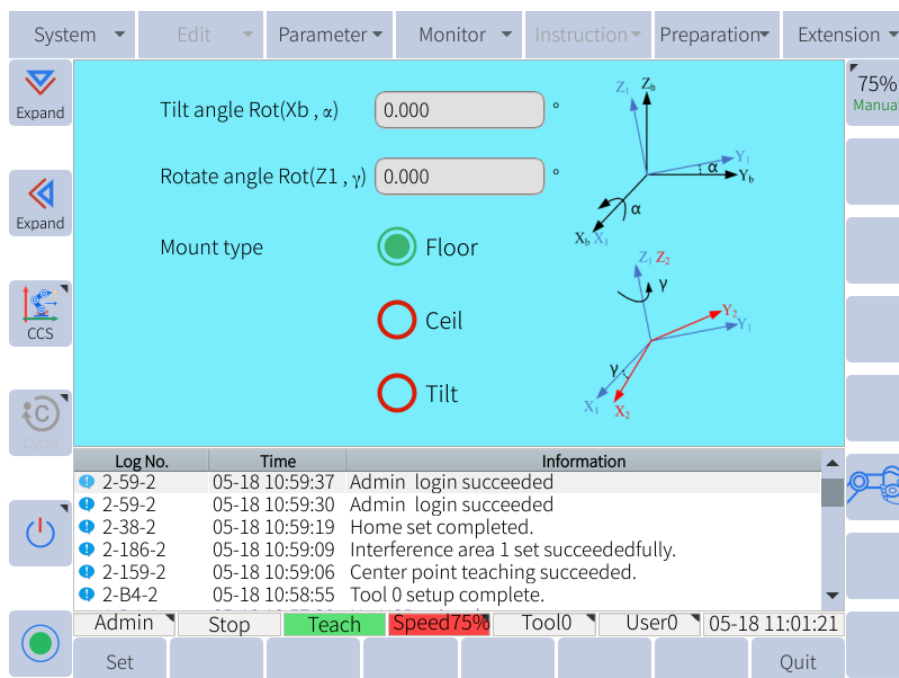 System Edit Parameter Monitor Instruction Preparation Extension
Expand
75%
Manual
Tilt angle Rot(Xb , α) 0.000 °
Z₁ Z_b
Y₁
α
Y_b
α
X_b X₁
Rotate angle Rot(Z1 , γ) 0.000 °
Expand
Mount type Floor
Z₁ Z₂
γ
Ceil
Y₂
Y₁
CCS
γ
Tilt
X₁ X₂
Cycle
Log No. Time Information
2-59-2 05-18 10:59:37 Admin login succeeded
2-59-2 05-18 10:59:30 Admin login succeeded
2-38-2 05-18 10:59:19 Home set completed.
2-186-2 05-18 10:59:09 Interference area 1 set succeededfully.
2-159-2 05-18 10:59:06 Center point teaching succeeded.
2-B4-2 05-18 10:58:55 Tool 0 setup complete.
Admin Stop Teach Speed75% Tool0 User0 05-18 11:01:21
Set Quit